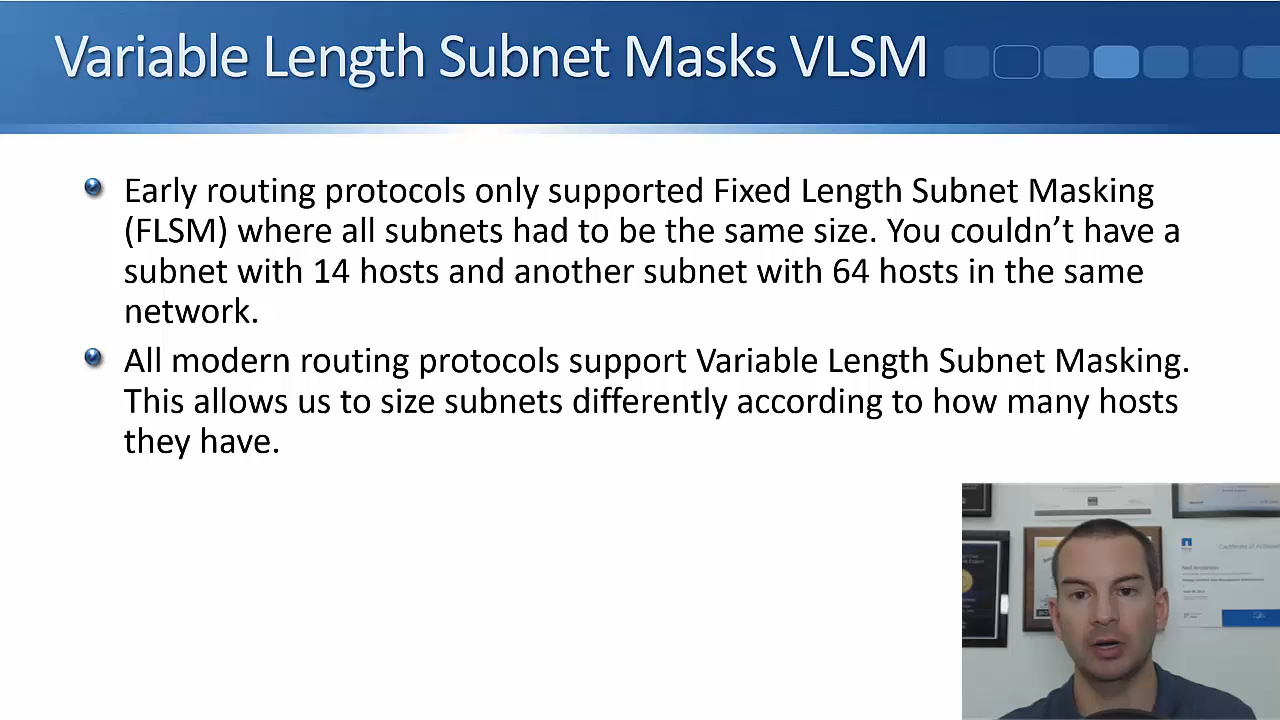 Variable Length Subnet Masks VLSM
Early routing protocols only supported Fixed Length Subnet Masking
(FLSM) where all subnets had to be the same size. You couldn’t have a
subnet with 14 hosts and another subnet with 64 hosts in the same
network.
All modern routing protocols support Variable Length Subnet Masking.
This allows us to size subnets differently according to how many hosts
they have.